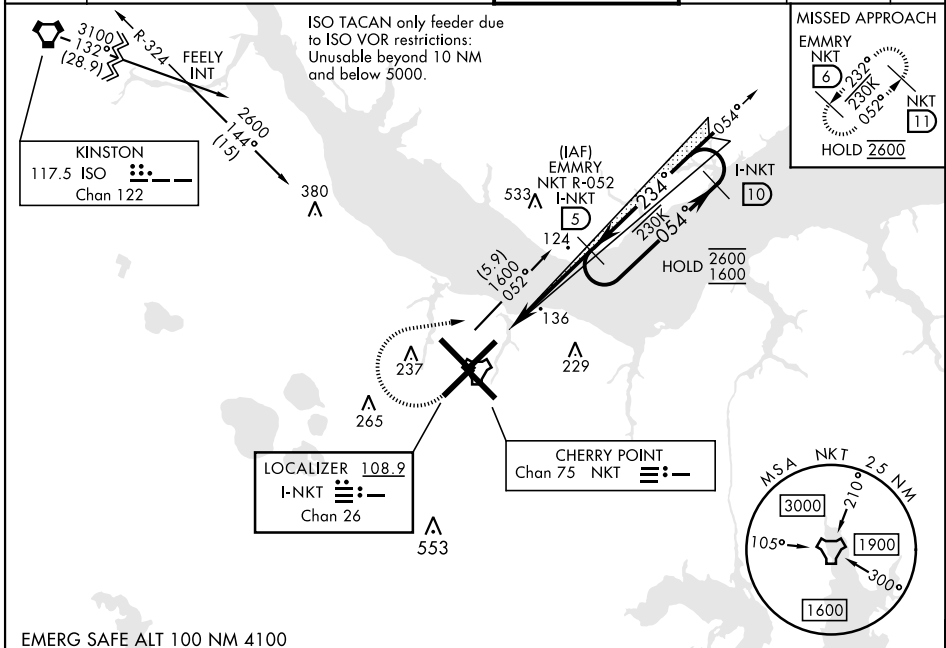 ISO TACAN only feeder due
to ISO VOR restrictions:
Unusable beyond 10 NM
and below 5000.
3100
132°
(28.9)
R-324
FEELY
INT
2600
144°
(15)
KINSTON
117.5 ISO
Chan 122
380
533
124
(IAF)
EMMRY
NKT R-052
I-NKT
5
054°
234°
230K
054°
I-NKT
10
HOLD 2600
1600
(5.9)
1600
052°
136
229
237
265
553
MISSED APPROACH
EMMRY
NKT
6
232°
230K
052°
NKT
11
HOLD 2600
LOCALIZER 108.9
I-NKT
Chan 26
CHERRY POINT
Chan 75 NKT
MSA NKT 25 NM
3000
210°
105°
1900
300°
1600
EMERG SAFE ALT 100 NM 4100